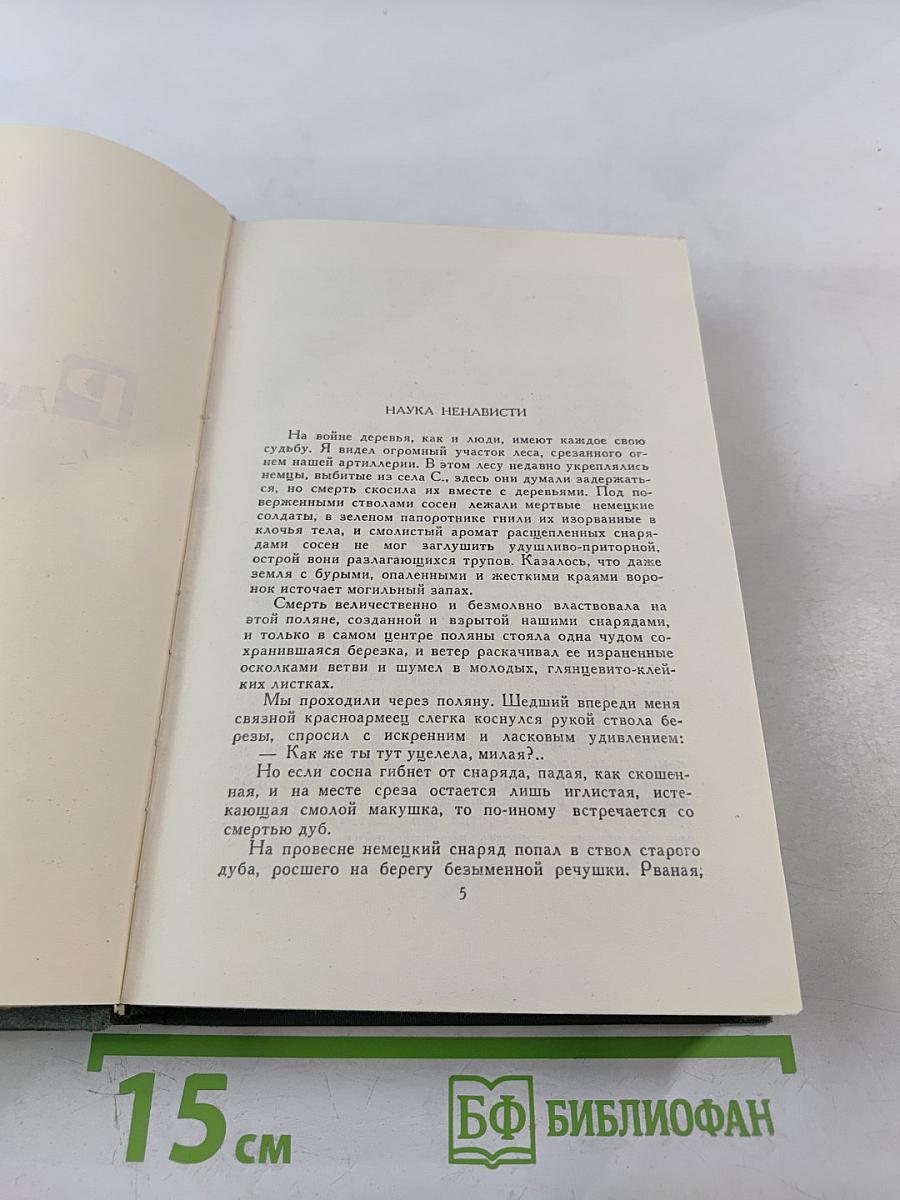 НАУКА НЕНАВИСТИ
На войне деревья, как и люди, имеют каждое свою
судьбу. Я видел огромный участок леса, срезанного ог-
нем нашей артиллерии. В этом лесу недавно укреплялись
немцы, выбитые из села С., здесь они думали задержать-
ся, но смерть скосила их вместе с деревьями. Под по-
верженными стволами сосен лежали мертвые немецкие
солдаты, в зеленом папоротнике гнили их изорванные в
клочья тела, и смолистый аромат расщепленных снаря-
дами сосен не мог заглушить удушливо-приторной,
острой вони разлагающихся трупов. Казалось, что даже
земля с бурыми, опаленными и жесткими краями воро-
нок источает могильный запах.
Смерть величественно и безмолвно властвовала на
этой поляне, созданной и взрытой нашими снарядами,
и только в самом центре поляны стояла одна чудом со-
хранившаяся березка, и ветер раскачивал ее израненные
осколками ветви и шумел в молодых, глянцевито-клей-
ких листках.
Мы проходили через поляну. Шедший впереди меня
связной красноармеец слегка коснулся рукой ствола бе-
резы, спросил с искренним и ласковым удивлением:
— Как же ты тут уцелела, милая?..
Но если сосна гибнет от снаряда, падая, как скошен-
ная, и на месте среза остается лишь иглистая, исте-
кающая смолой макушка, то по-иному встречается со
смертью дуб.
На провесне немецкий снаряд попал в ствол старого
дуба, росшего на берегу безыменной речушки. Рваная,
5
15 см
БФ БИБЛИОФАН